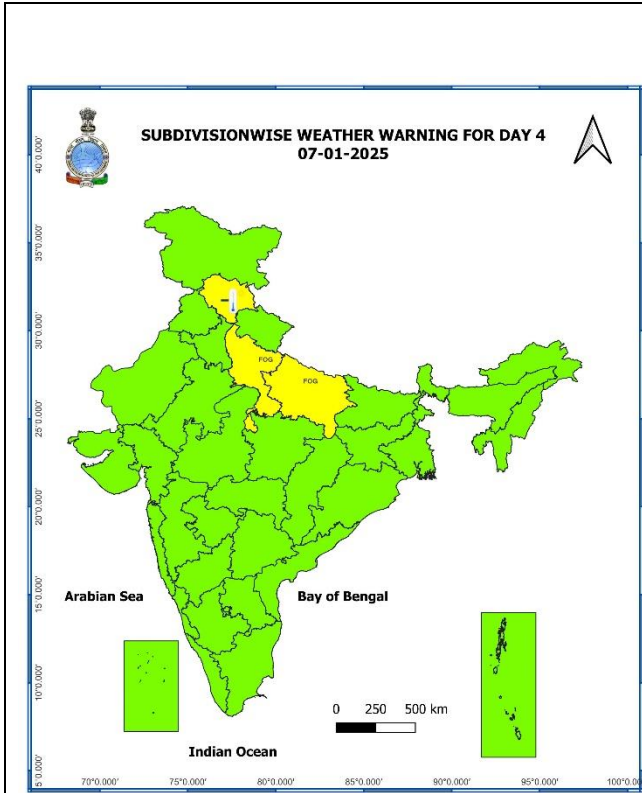 SUBDIVISIONWISE WEATHER WARNING FOR DAY 4
07-01-2025
40°0.000'
35°0.000'
30°0.000'
FOG
FOG
25°0.000'
20°0.000'
15°0.000'
Arabian Sea
Bay of Bengal
10°0.000'
0 250 500 km
Indian Ocean
5°0.000'
70°0.000' 75°0.000' 80°0.000' 85°0.000' 90°0.000' 95°0.000' 100°0.00